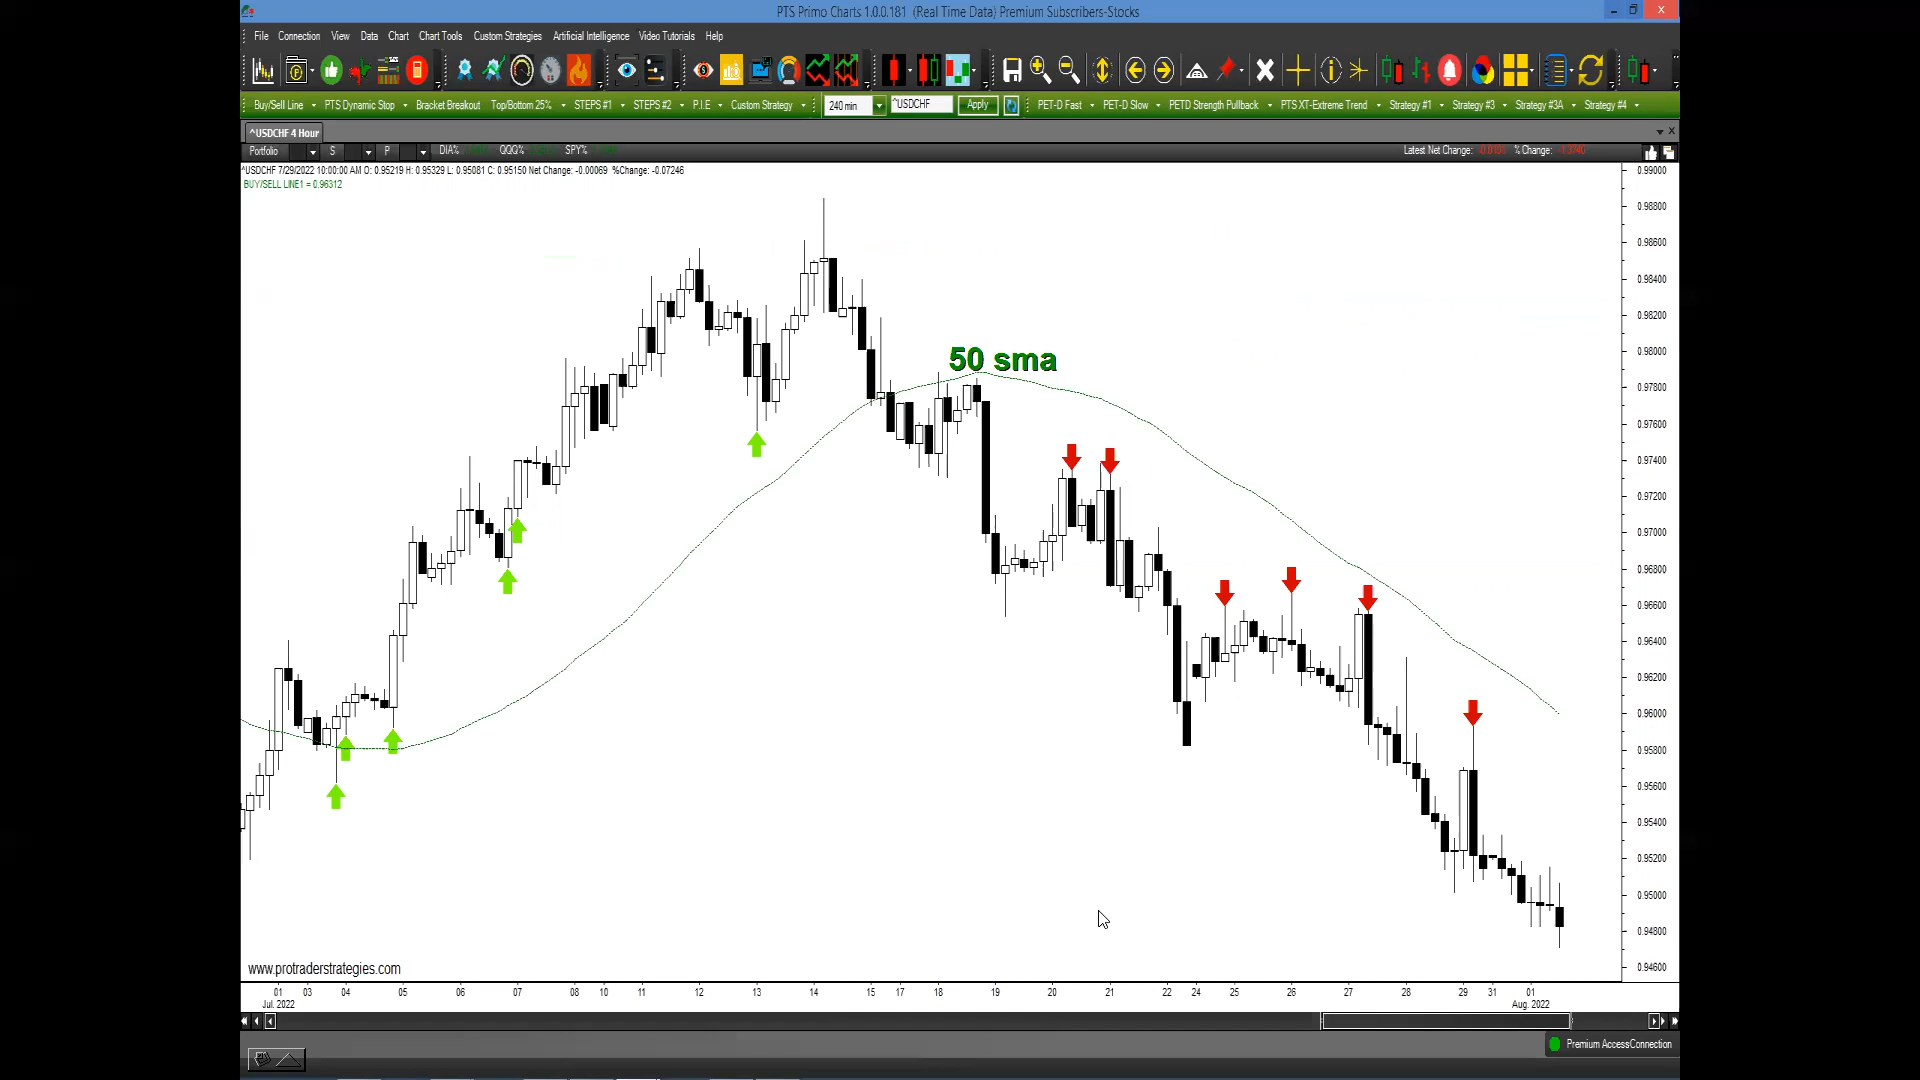 PTS Primo Charts 1.0.0.181 (Real Time Data) Premium Subscribers-Stocks
File Connection View Data Chart Chart Tools Custom Strategies Artificial Intelligence Video Tutorials Help
Buy/Sell Line PTS Dynamic Stop Bracket Breakout Top/Bottom 25% STEPS #1 STEPS #2 P.I.E Custom Strategy 240 min ^USDCHF Apply PET-D Fast PET-D Slow PETD Strength Pullback PTS XT-Extreme Trend Strategy #1 Strategy #3 Strategy #3A Strategy #4
^USDCHF 4 Hour
Portfolio S P DIA% QQQ% SPY% Latest Net Change: % Change:
^USDCHF 7/29/2022 10:00:00 AM O: 0.95219 H: 0.95329 L: 0.95081 C: 0.95150 Net Change: -0.00069 %Change: -0.07246
BUY/SELL LINE1 = 0.96312
0.99000
0.98800
0.98600
0.98400
0.98200
0.98000
0.97800
0.97600
0.97400
0.97200
0.97000
0.96800
0.96600
0.96400
0.96200
0.96000
0.95800
0.95600
0.95400
0.95200
0.95000
0.94800
0.94600
50 sma
www.protraderstrategies.com
01 03 04 05 06 07 08 10 11 12 13 14 15 17 18 19 20 21 22 24 25 26 27 28 29 31 01
Jul. 2022 Aug. 2022
Premium AccessConnection